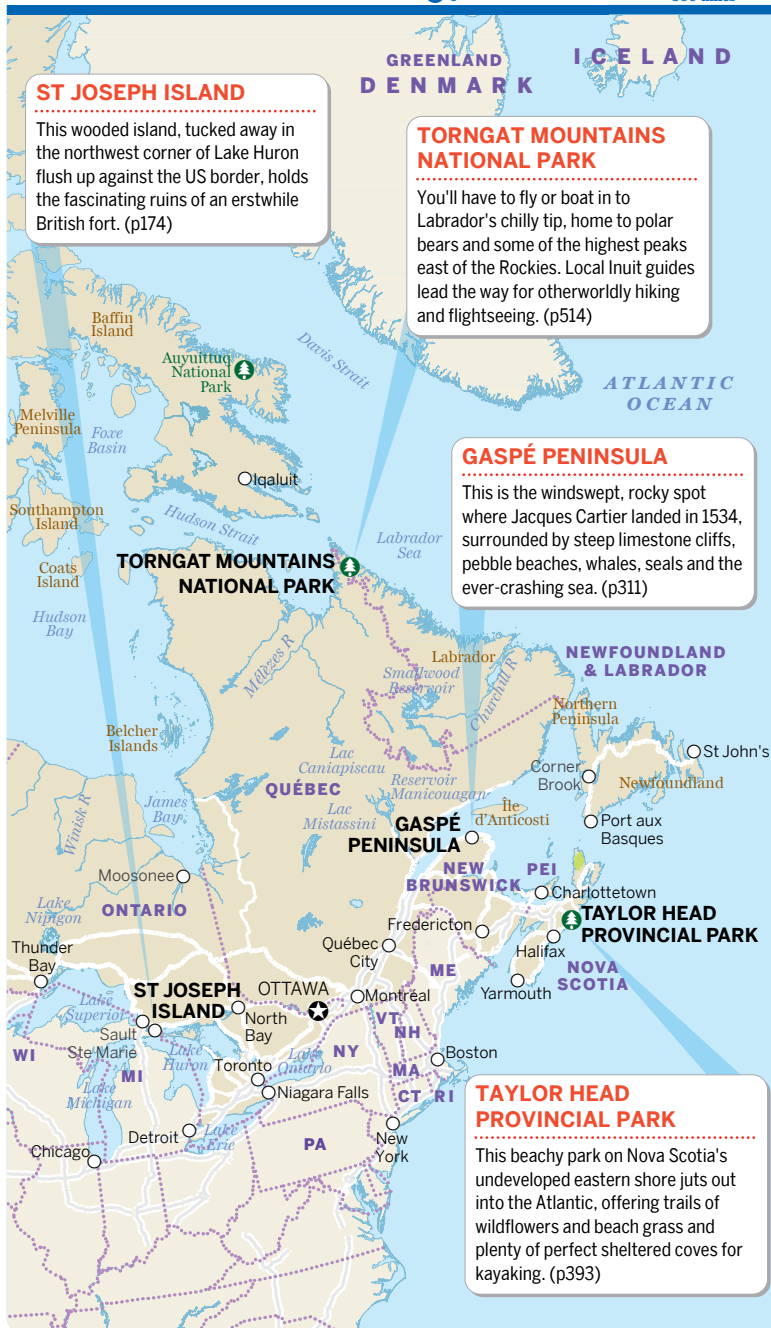 GREENLAND
DENMARK
ICELAND
ST JOSEPH ISLAND
This wooded island, tucked away in
the northwest corner of Lake Huron
flush up against the US border, holds
the fascinating ruins of an erstwhile
British fort. (p174)
TORNGAT MOUNTAINS
NATIONAL PARK
You'll have to fly or boat in to
Labrador's chilly tip, home to polar
bears and some of the highest peaks
east of the Rockies. Local Inuit guides
lead the way for otherworldly hiking
and flightseeing. (p514)
Baffin
Island
Auyuittuq
National
Park
Davis Strait
ATLANTIC
OCEAN
Melville
Peninsula
Foxe
Basin
Iqaluit
Southampton
Island
Hudson Strait
Coats
Island
Hudson
Bay
GASPÉ PENINSULA
This is the windswept, rocky spot
where Jacques Cartier landed in 1534,
surrounded by steep limestone cliffs,
pebble beaches, whales, seals and the
ever-crashing sea. (p311)
Labrador
Sea
TORNGAT MOUNTAINS
NATIONAL PARK
Mélèzes R
Labrador
Smallwood
Reservoir
Churchill R
NEWFOUNDLAND
& LABRADOR
Northern
Peninsula
Belcher
Islands
Lac
Caniapiscau
St John's
Corner
Brook
Newfoundland
QUÉBEC
Reservoir
Manicouagan
Winisk R
James
Bay
Lac
Mistassini
Île
d'Anticosti
GASPÉ
PENINSULA
Port aux
Basques
Moosonee
NEW
BRUNSWICK
PEI
Charlottetown
Lake
Nipigon
ONTARIO
Fredericton
TAYLOR HEAD
PROVINCIAL PARK
Thunder
Bay
Québec
City
Halifax
ME
NOVA
SCOTIA
Yarmouth
ST JOSEPH
ISLAND
OTTAWA
Montréal
Lake
Superior
North
Bay
Sault
Ste Marie
VT
NH
WI
MI
Lake
Huron
Toronto
Lake
Ontario
NY
Boston
MA
CT
RI
Lake
Michigan
Niagara Falls
Detroit
Lake
Erie
Chicago
PA
New
York
TAYLOR HEAD
PROVINCIAL PARK
This beachy park on Nova Scotia's
undeveloped eastern shore juts out
into the Atlantic, offering trails of
wildflowers and beach grass and
plenty of perfect sheltered coves for
kayaking. (p393)